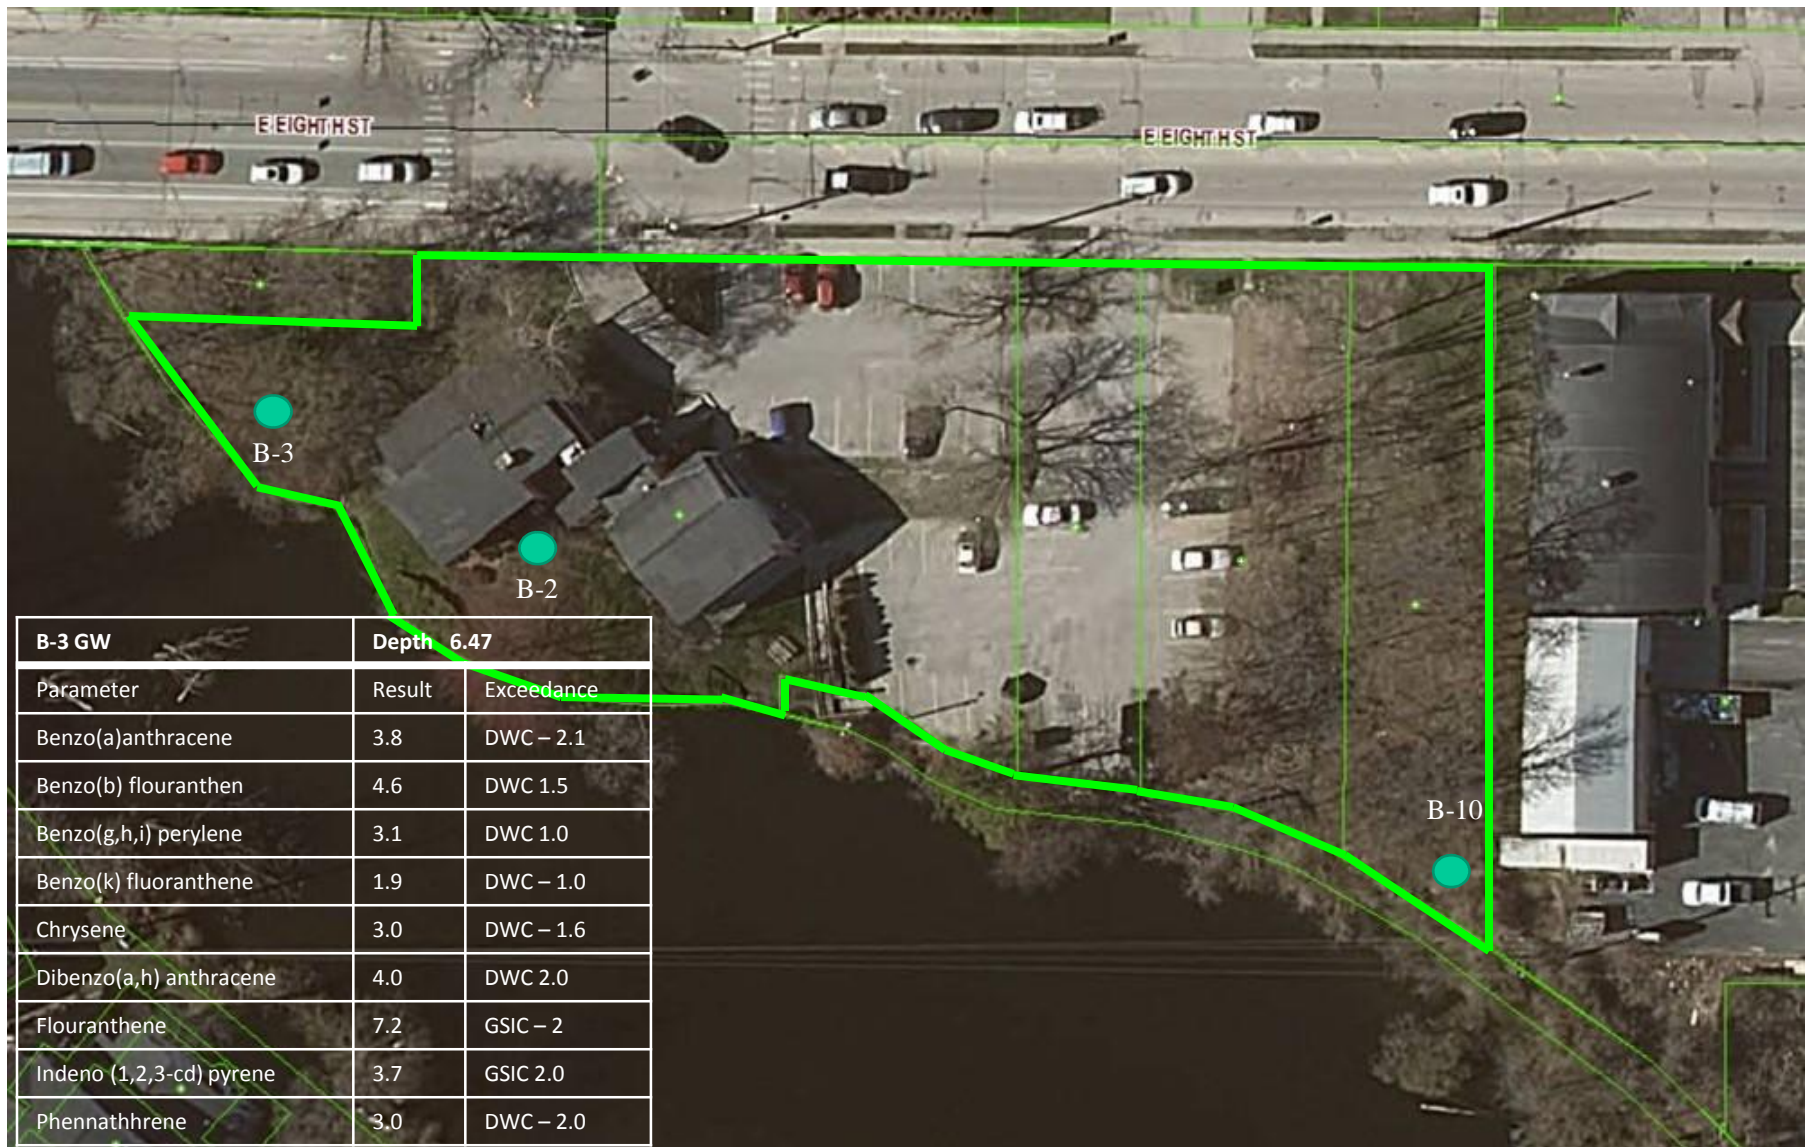 E EIGHTH ST
E EIGHTH ST
B-3
B-2
B-10
B-3 GW Depth 6.47
Parameter Result Exceedance
Benzo(a)anthracene 3.8 DWC – 2.1
Benzo(b) flouranthen 4.6 DWC 1.5
Benzo(g,h,i) perylene 3.1 DWC 1.0
Benzo(k) fluoranthene 1.9 DWC – 1.0
Chrysene 3.0 DWC – 1.6
Dibenzo(a,h) anthracene 4.0 DWC 2.0
Flouranthene 7.2 GSIC – 2
Indeno (1,2,3-cd) pyrene 3.7 GSIC 2.0
Phennathhrene 3.0 DWC – 2.0